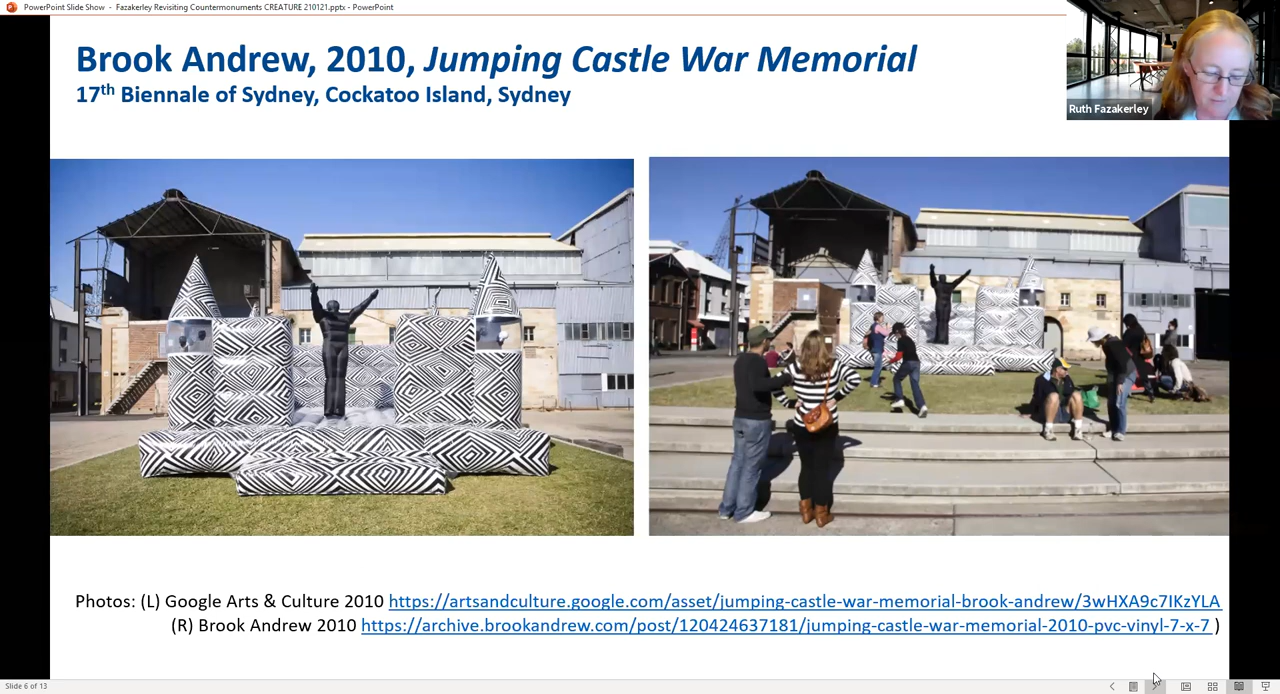 PowerPoint Slide Show - Fazakerley Revisiting Countermonuments CREATURE 210121.pptx - PowerPoint
Brook Andrew, 2010, Jumping Castle War Memorial
17th Biennale of Sydney, Cockatoo Island, Sydney
Ruth Fazakerley
Photos: (L) Google Arts & Culture 2010 https://artsandculture.google.com/asset/jumping-castle-war-memorial-brook-andrew/3wHXA9c7IKzYLA
(R) Brook Andrew 2010 https://archive.brookandrew.com/post/120424637181/jumping-castle-war-memorial-2010-pvc-vinyl-7-x-7 )
Slide 6 of 13